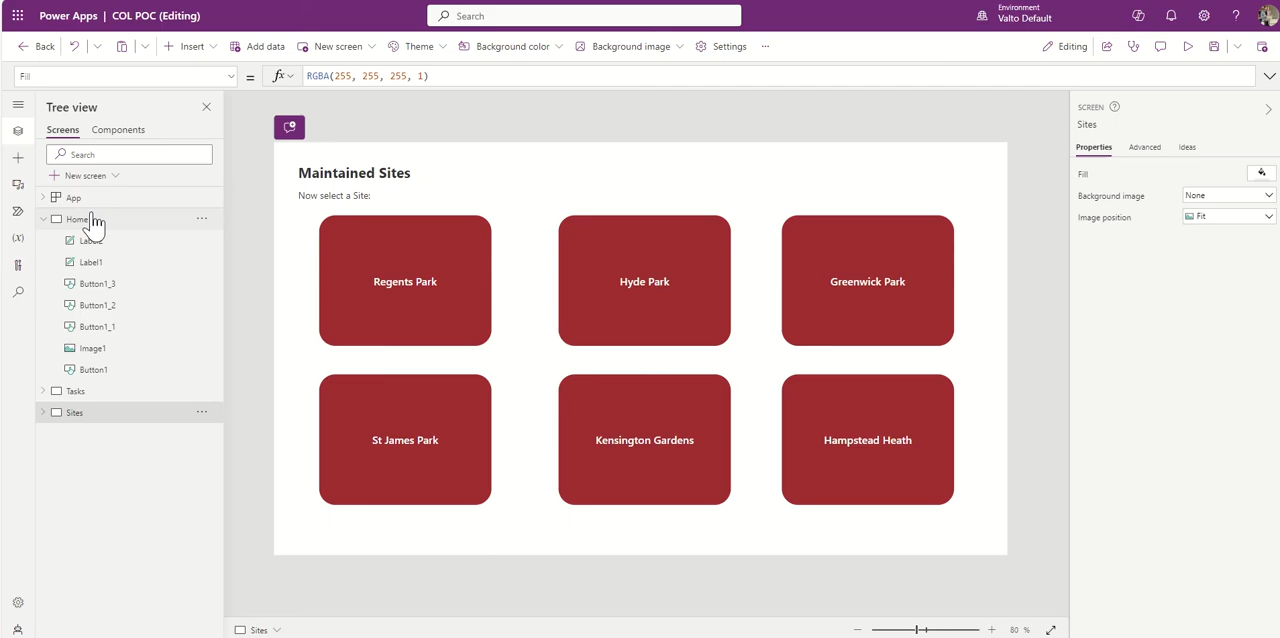 Power Apps | COL POC (Editing)
Search
Environment
Valto Default
Back
Insert
Add data
New screen
Theme
Background color
Background image
Settings
Editing
Fill
=
fx
RGBA(255, 255, 255, 1)
Tree view
Screens
Components
Search
New screen
App
Home
Label1
Button1_3
Button1_2
Button1_1
Image1
Button1
Tasks
Sites
Maintained Sites
Now select a Site:
Regents Park
Hyde Park
Greenwick Park
St James Park
Kensington Gardens
Hampstead Heath
Sites
80 %
SCREEN
Sites
Properties
Advanced
Ideas
Fill
Background image
None
Image position
Fit